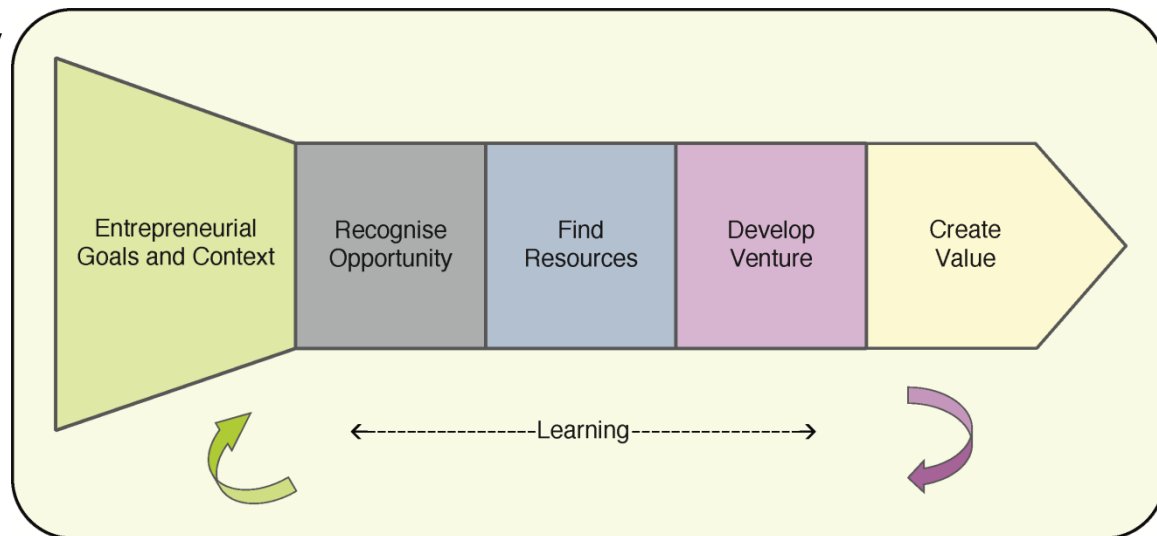 Entrepreneurial
Goals and Context
Recognise
Opportunity
Find
Resources
Develop
Venture
Create
Value
Learning